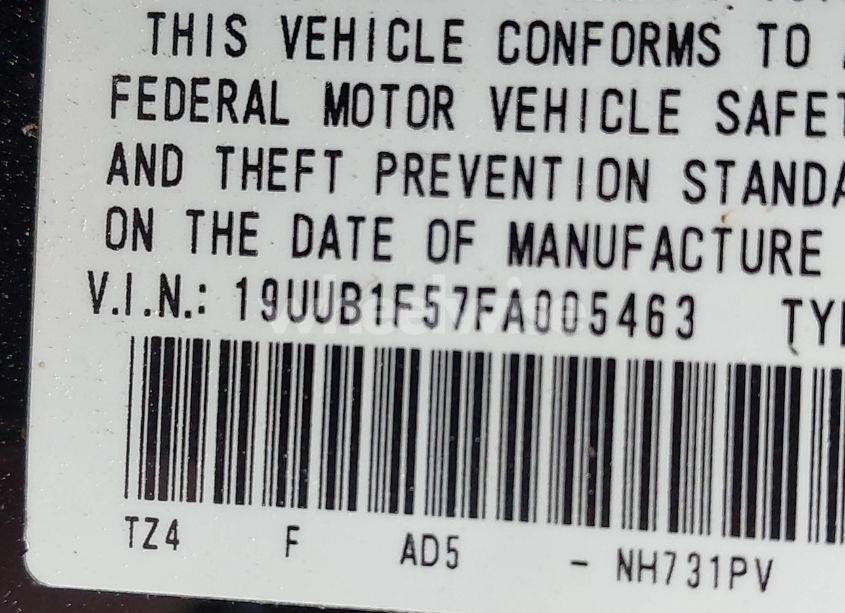 THIS VEHICLE CONFORMS TO
FEDERAL MOTOR VEHICLE SAFET
AND THEFT PREVENTION STANDA
ON THE DATE OF MANUFACTURE
V.I.N.: 19UUB1F57FA005463 TYP
TZ4 F AD5 - NH731PV